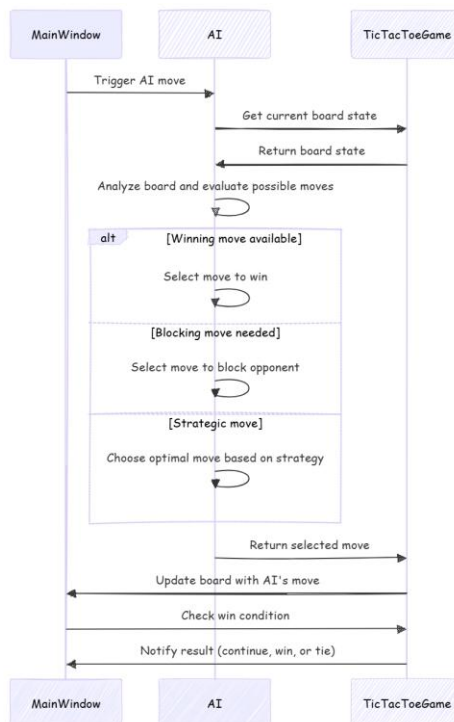 MainWindow
AI
TicTacToeGame
Trigger AI move
Get current board state
Return board state
Analyze board and evaluate possible moves
alt
[Winning move available]
Select move to win
[Blocking move needed]
Select move to block opponent
[Strategic move]
Choose optimal move based on strategy
Return selected move
Update board with AI's move
Check win condition
Notify result (continue, win, or tie)
MainWindow
AI
TicTacToeGame